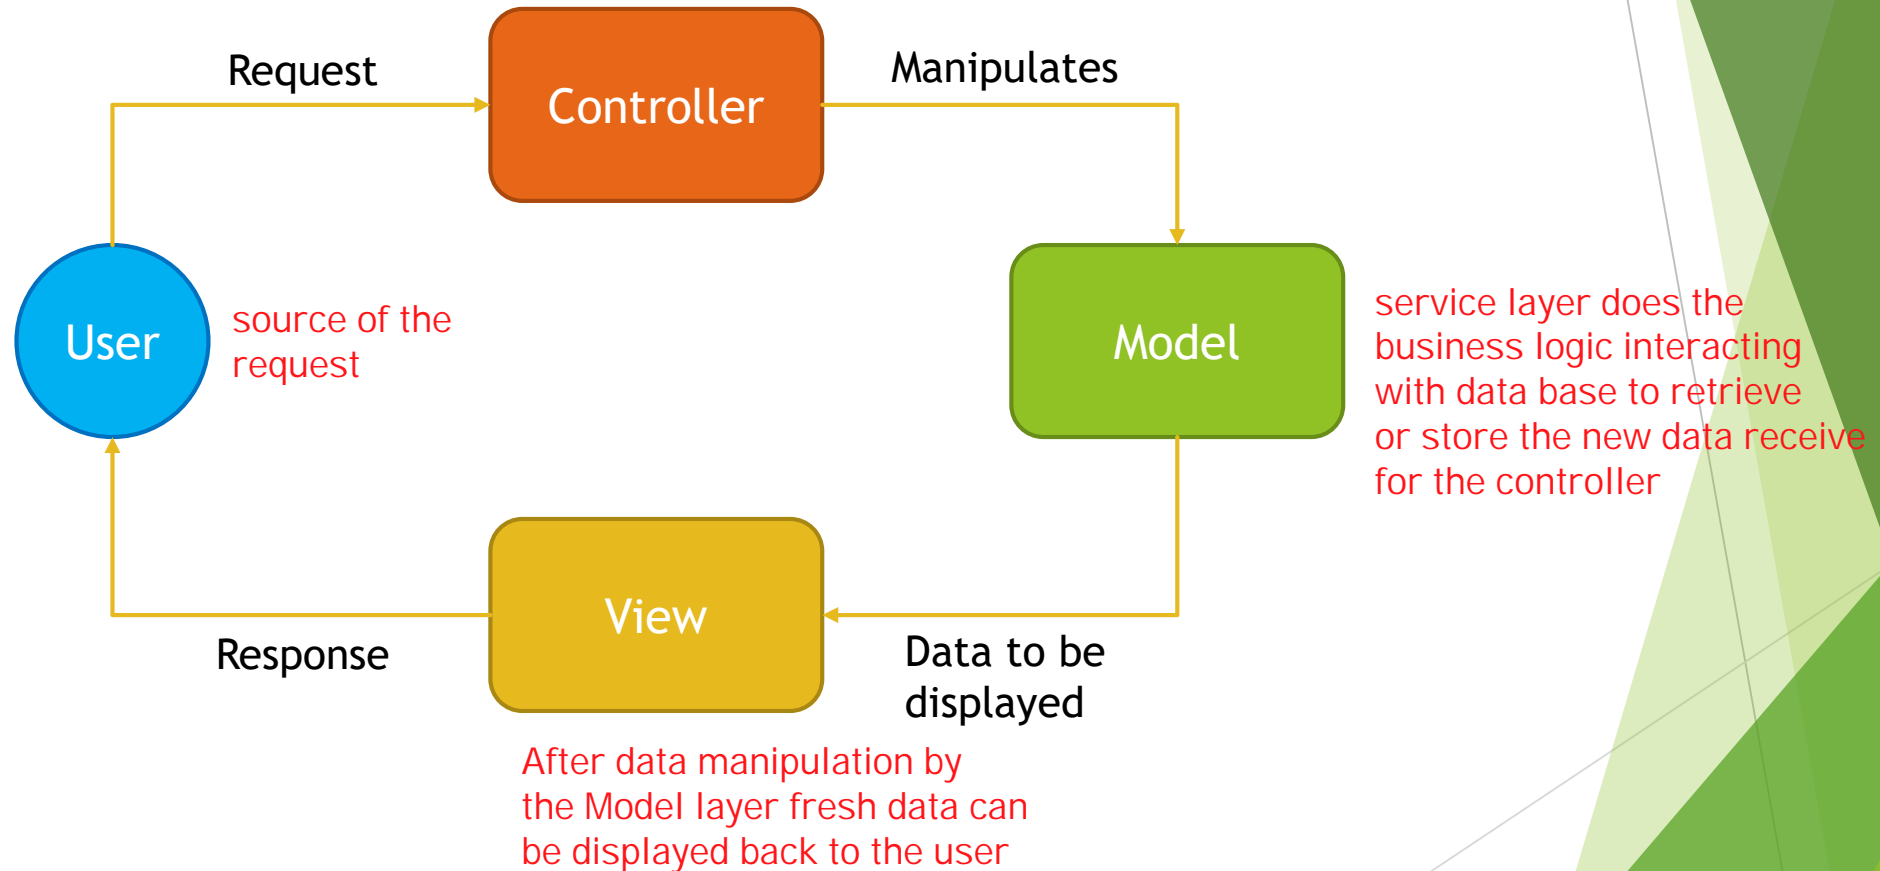 Request
Controller
Manipulates
User
source of the
request
Model
service layer does the
business logic interacting
with data base to retrieve
or store the new data receive
for the controller
View
Response
Data to be
displayed
After data manipulation by
the Model layer fresh data can
be displayed back to the user